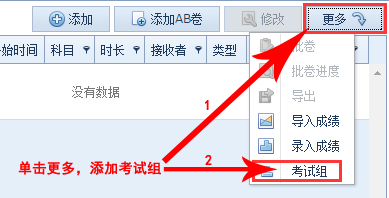 添加 添加AB卷 修改 更多
始时间 科目 时长 接收者 类型
批卷
没有数据 批卷进度
导出
1
导入成绩
录入成绩
单击更多，添加考试组 2 考试组